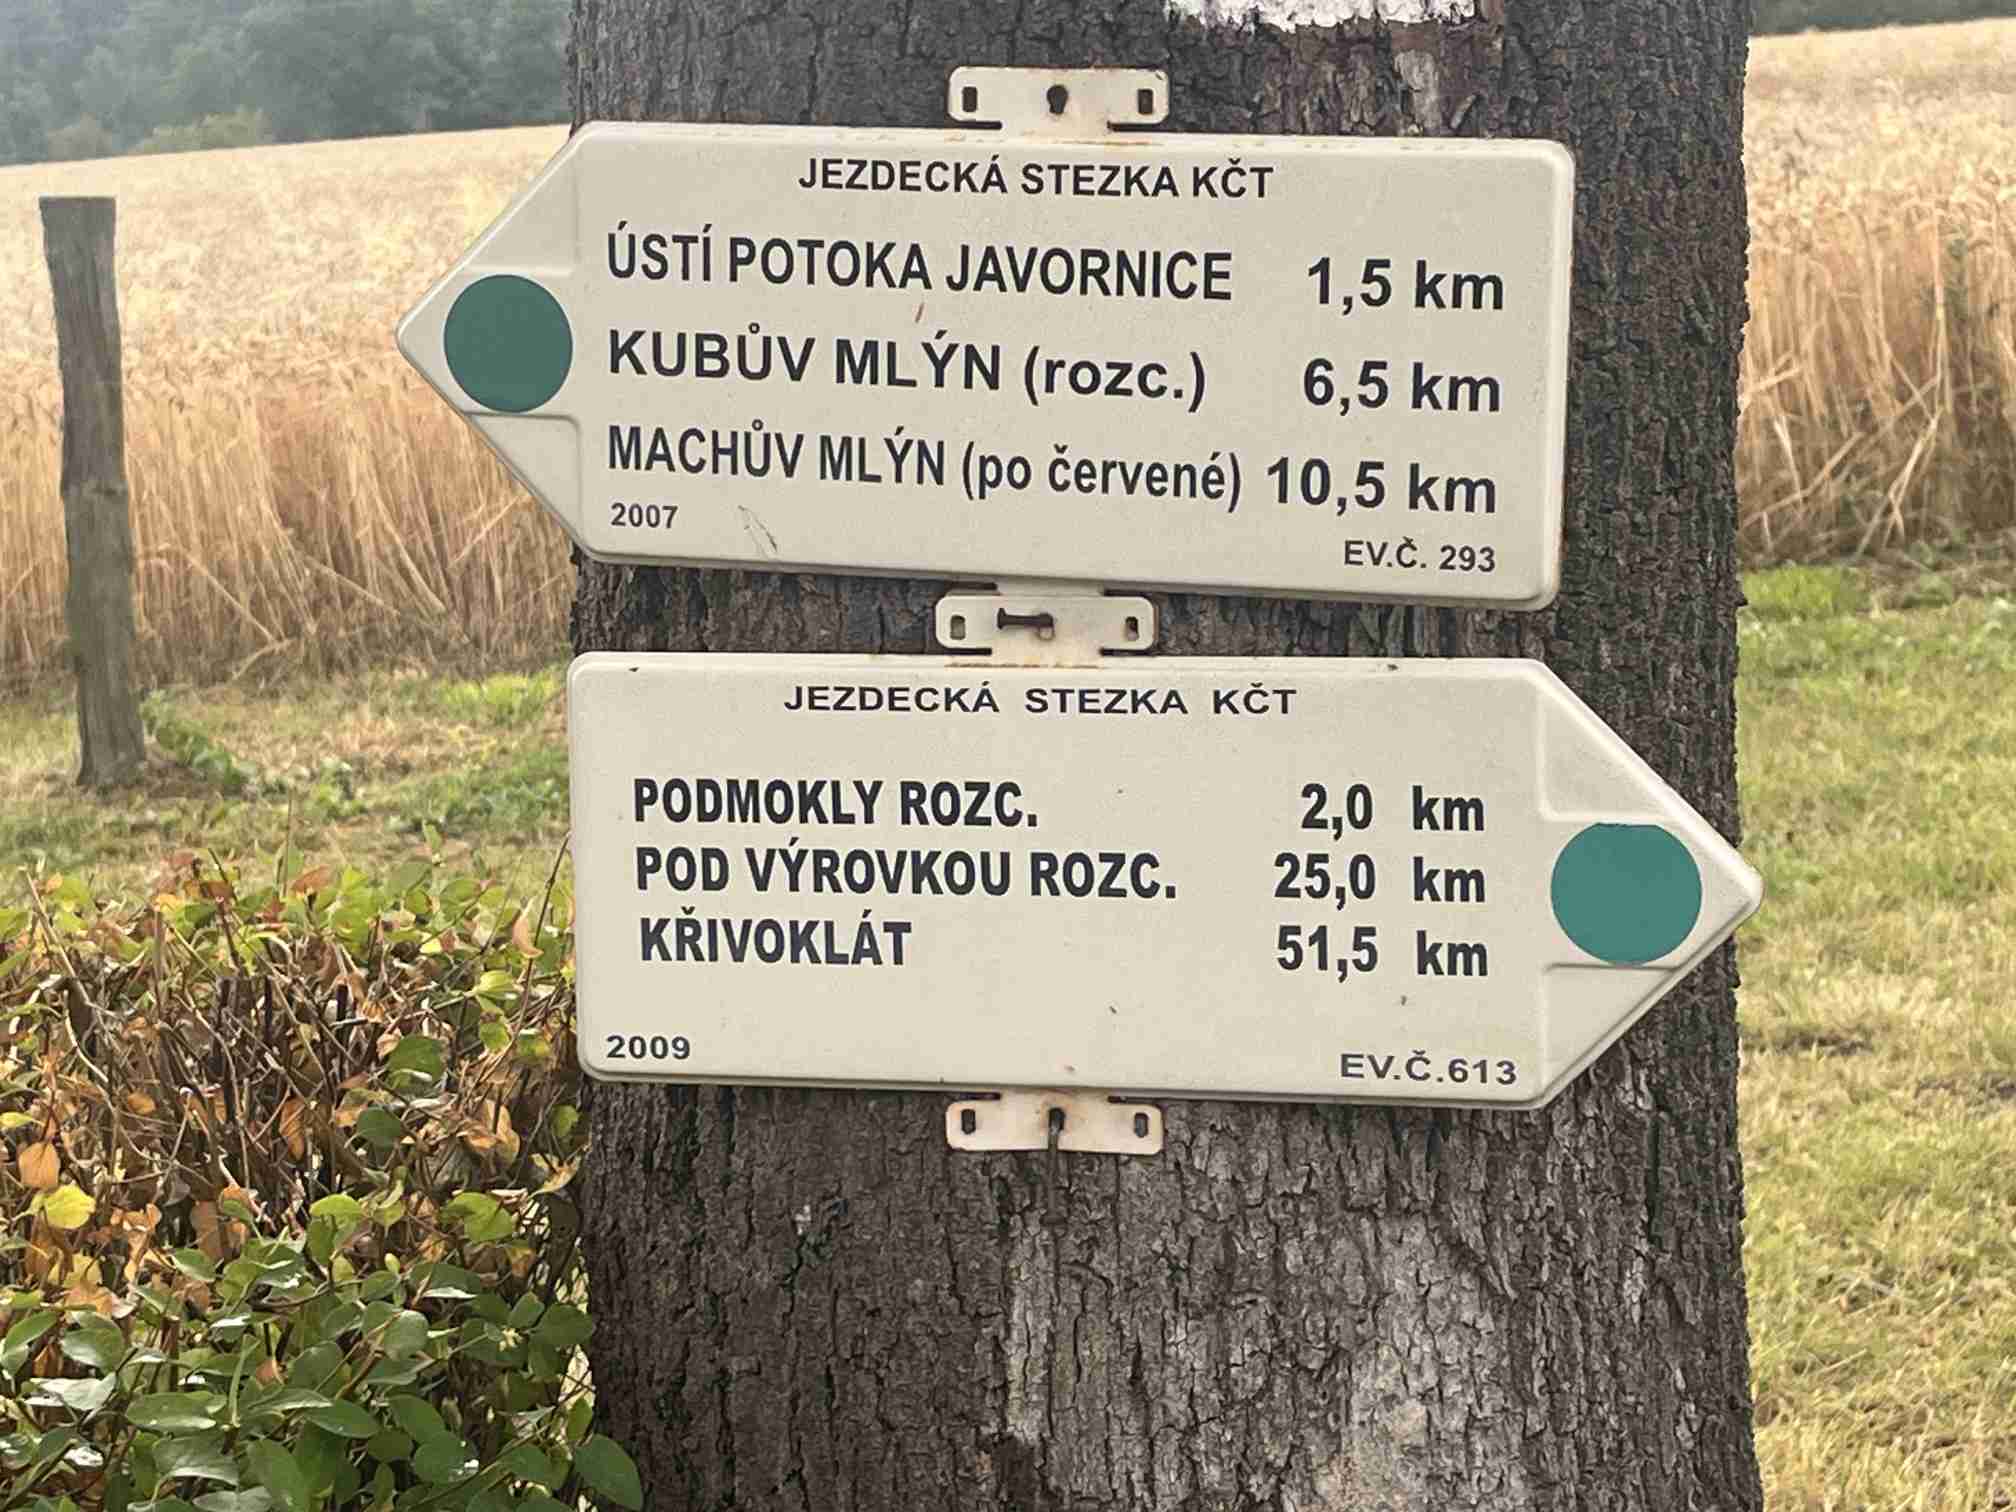 JEZDECKÁ STEZKA KČT
ÚSTÍ POTOKA JAVORNICE 1,5 km
KUBŮV MLÝN (rozc.) 6,5 km
MACHŮV MLÝN (po červené) 10,5 km
2007 EV.Č. 293
JEZDECKÁ STEZKA KČT
PODMOKLY ROZC. 2,0 km
POD VÝROVKOU ROZC. 25,0 km
KŘIVOKLÁT 51,5 km
2009 EV.Č.613